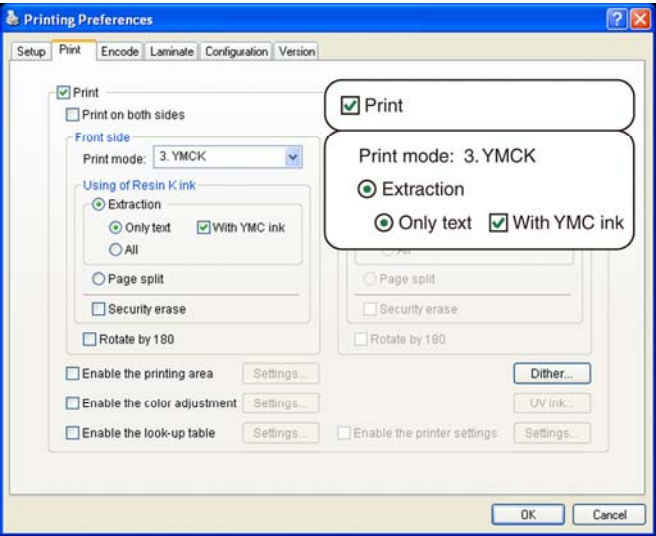 Printing Preferences
Setup Print Encode Laminate Configuration Version
Print
Print on both sides
Front side
Print mode: 3. YMCK
Using of Resin K ink
Extraction
Only text With YMC ink
All
Page split
Security erase
Rotate by 180
Print
Print mode: 3. YMCK
Extraction
Only text With YMC ink
All
Page split
Security erase
Rotate by 180
Enable the printing area Settings... Dither...
Enable the color adjustment Settings... UV ink...
Enable the look-up table Settings... Enable the printer settings Settings...
OK Cancel